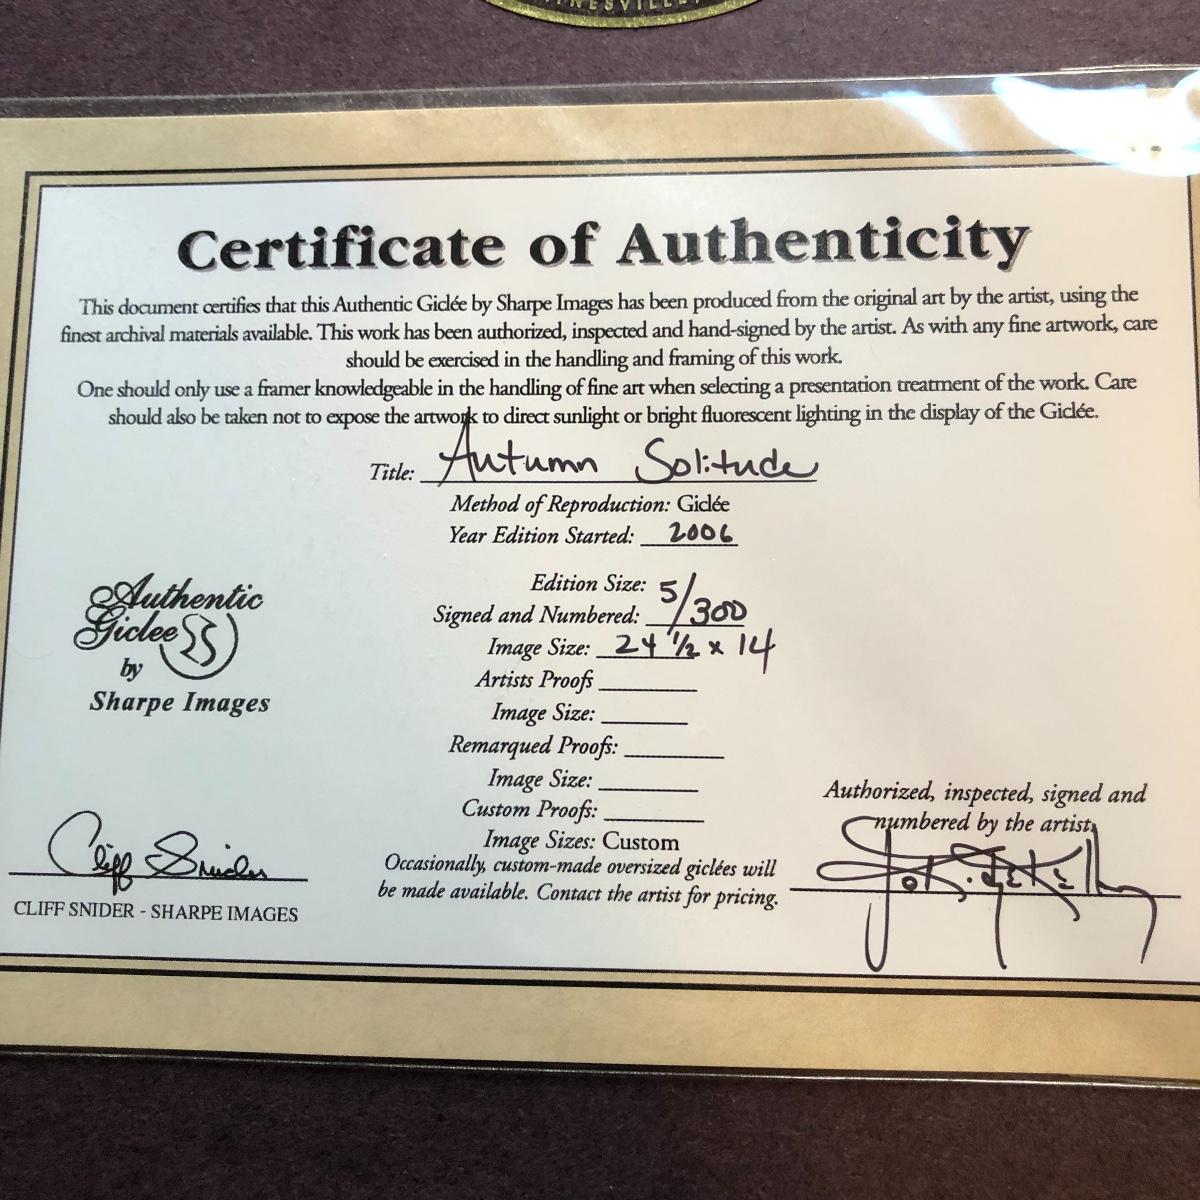 Certificate of Authenticity
This document certifies that this Authentic Giclée by Sharpe Images has been produced from the original art by the artist, using the
finest archival materials available. This work has been authorized, inspected and hand-signed by the artist. As with any fine artwork, care
should be exercised in the handling and framing of this work.
One should only use a framer knowledgeable in the handling of fine art when selecting a presentation treatment of the work. Care
should also be taken not to expose the artwork to direct sunlight or bright fluorescent lighting in the display of the Giclée.
Title: Autumn Solitude
Method of Reproduction: Giclée
Year Edition Started: 2006
Edition Size: 5/300
Signed and Numbered:
Image Size: 24 1/2 x 14
Artists Proofs
Image Size:
Remarqued Proofs:
Image Size:
Custom Proofs:
Image Sizes: Custom
Occasionally, custom-made oversized giclées will
be made available. Contact the artist for pricing.
Authentic
Giclee
by
Sharpe Images
Cliff Snider
CLIFF SNIDER - SHARPE IMAGES
Authorized, inspected, signed and
numbered by the artist,